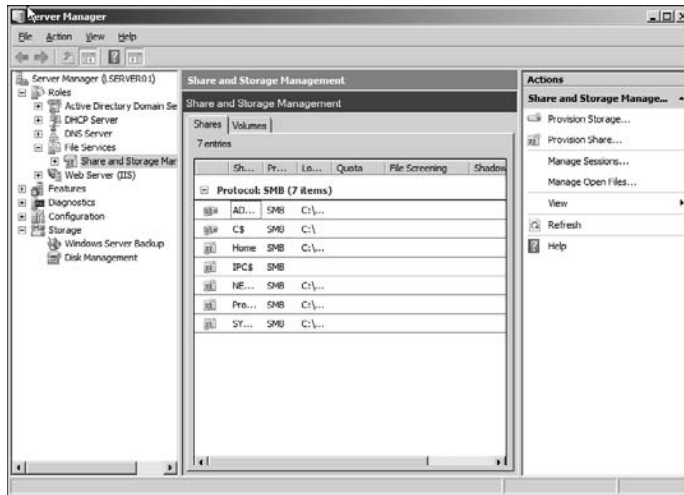 Server Manager
File Action View Help
Server Manager (LSERVER01)
Roles
Active Directory Domain Se
DHCP Server
DNS Server
File Services
Share and Storage Mar
Web Server (IIS)
Features
Diagnostics
Configuration
Storage
Windows Server Backup
Disk Management
Share and Storage Management
Share and Storage Management
Shares Volumes
7 entries
Sh... Pr... Lo... Quota File Screening Shadow
Protocol: SMB (7 items)
AD... SMB C:\...
C$ SMB C:\
Home SMB C:\...
IPC$ SMB
NE... SMB C:\...
Pro... SMB C:\...
SY... SMB C:\...
Actions
Share and Storage Manage...
Provision Storage...
Provision Share...
Manage Sessions...
Manage Open Files...
View
Refresh
Help